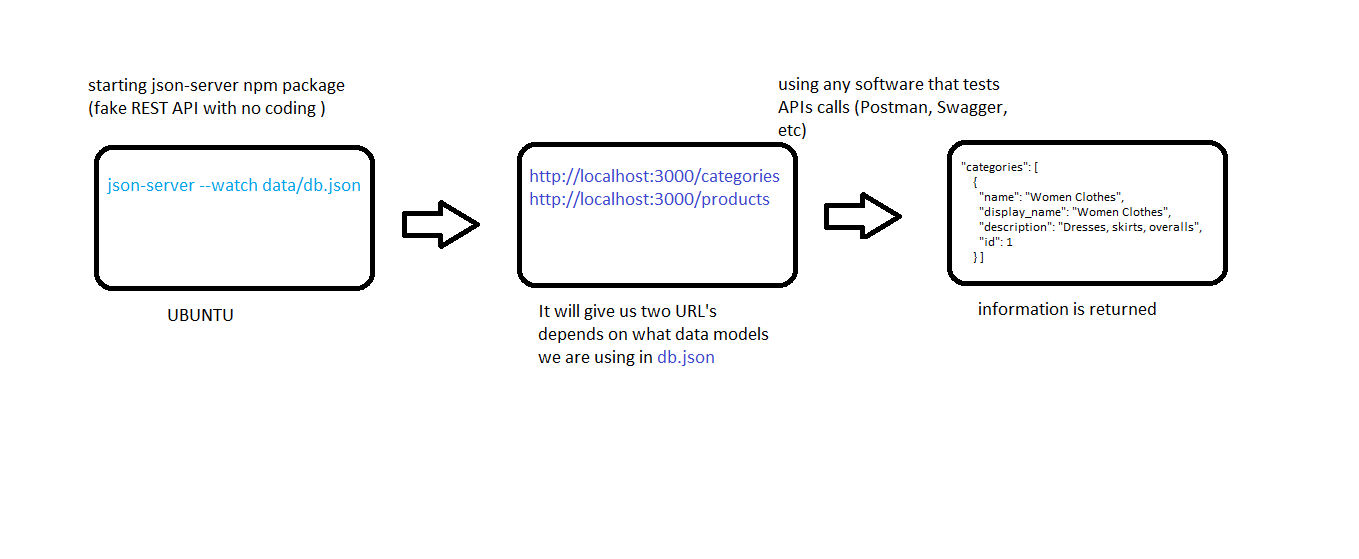 starting json-server npm package
(fake REST API with no coding )
json-server --watch data/db.json
UBUNTU
http://localhost:3000/categories
http://localhost:3000/products
It will give us two URL's
depends on what data models
we are using in db.json
using any software that tests
APIs calls (Postman, Swagger,
etc)
"categories": [
{
"name": "Women Clothes",
"display_name": "Women Clothes",
"description": "Dresses, skirts, overalls",
"id": 1
} ]
information is returned